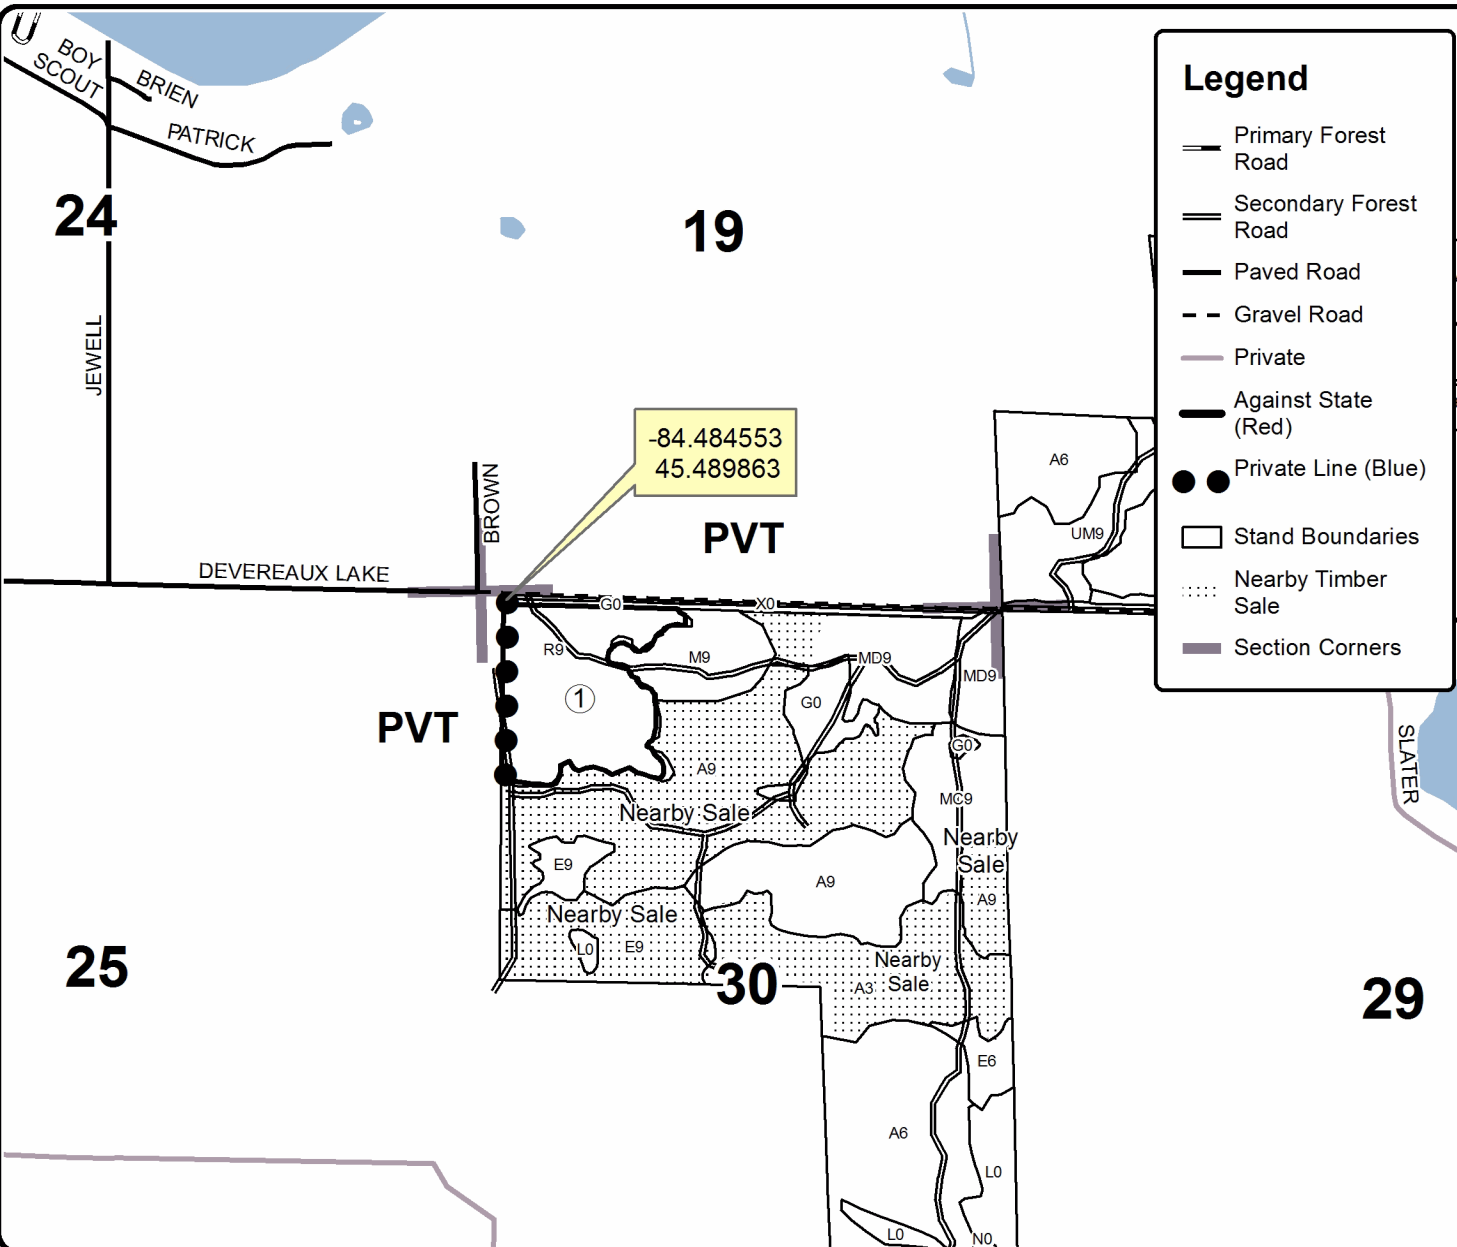 BOY
SCOUT
BRIEN
PATRICK
24
19
JEWELL
-84.484553
45.489863
BROWN
PVT
DEVEREAUX LAKE
G0
X0
R9
M9
MD9
MD9
1
G0
PVT
G0
A9
MC9
Nearby Sale
Nearby
Sale
E9
A9
A9
Nearby Sale
L0
E9
Nearby
Sale
A3
25
30
29
E6
A6
L0
L0
N0
A6
UM9
SLATER
Legend
Primary Forest
Road
Secondary Forest
Road
Paved Road
Gravel Road
Private
Against State
(Red)
Private Line (Blue)
Stand Boundaries
Nearby Timber
Sale
Section Corners